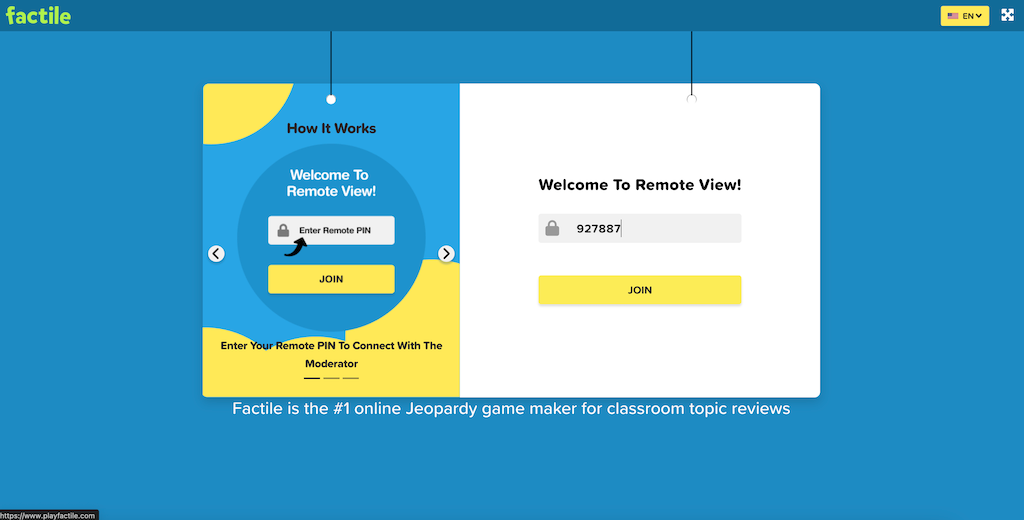 factile
EN
How It Works
Welcome To
Remote View!
Enter Remote PIN
JOIN
Enter Your Remote PIN To Connect With The
Moderator
Welcome To Remote View!
927887
JOIN
Factile is the #1 online Jeopardy game maker for classroom topic reviews
https://www.playfactile.com